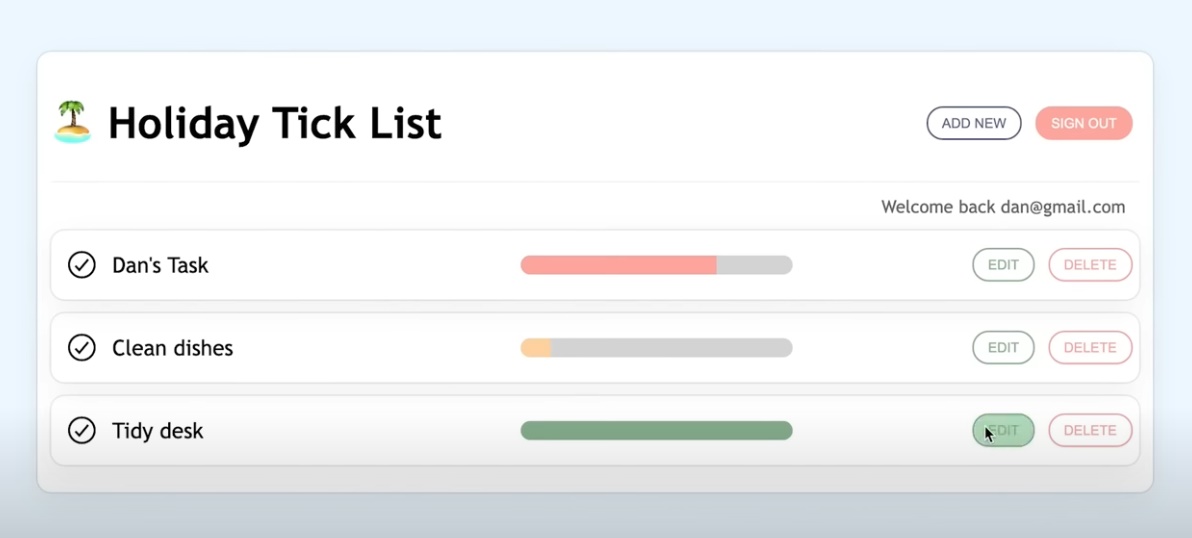 Holiday Tick List
ADD NEW
SIGN OUT
Welcome back dan@gmail.com
Dan's Task
EDIT
DELETE
Clean dishes
EDIT
DELETE
Tidy desk
EDIT
DELETE